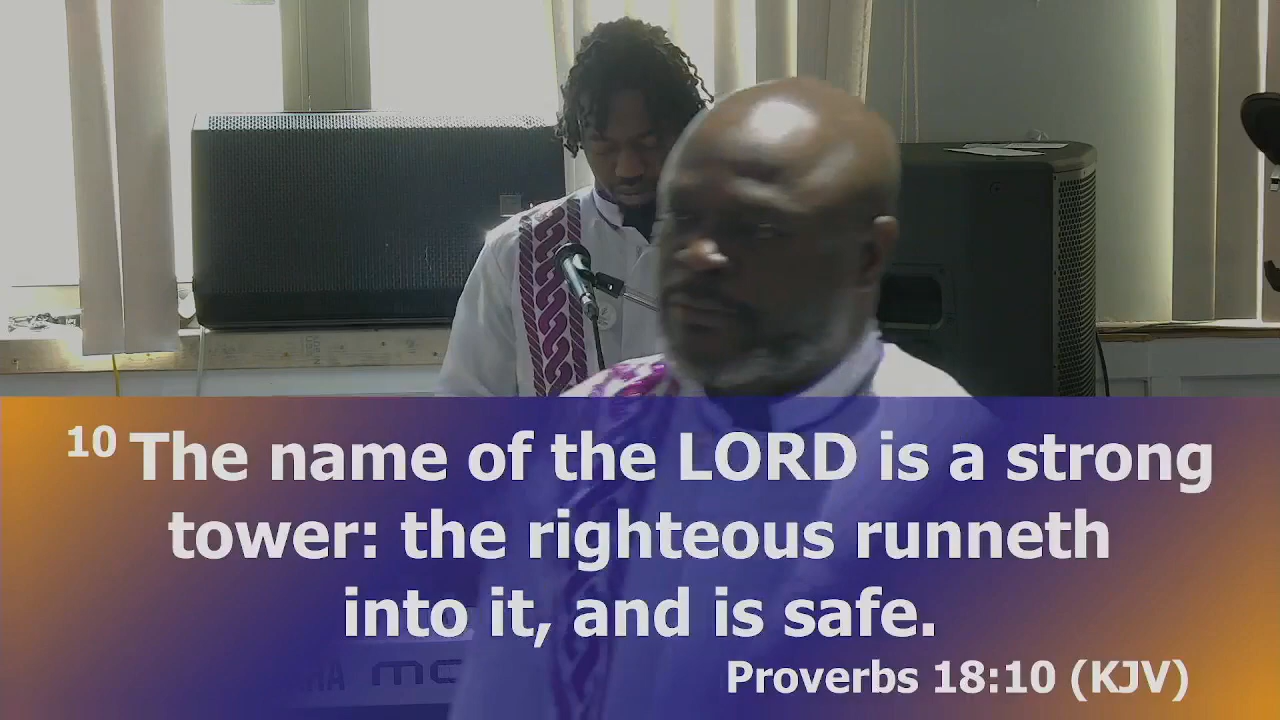 10 The name of the LORD is a strong
tower: the righteous runneth
into it, and is safe.
Proverbs 18:10 (KJV)
MC